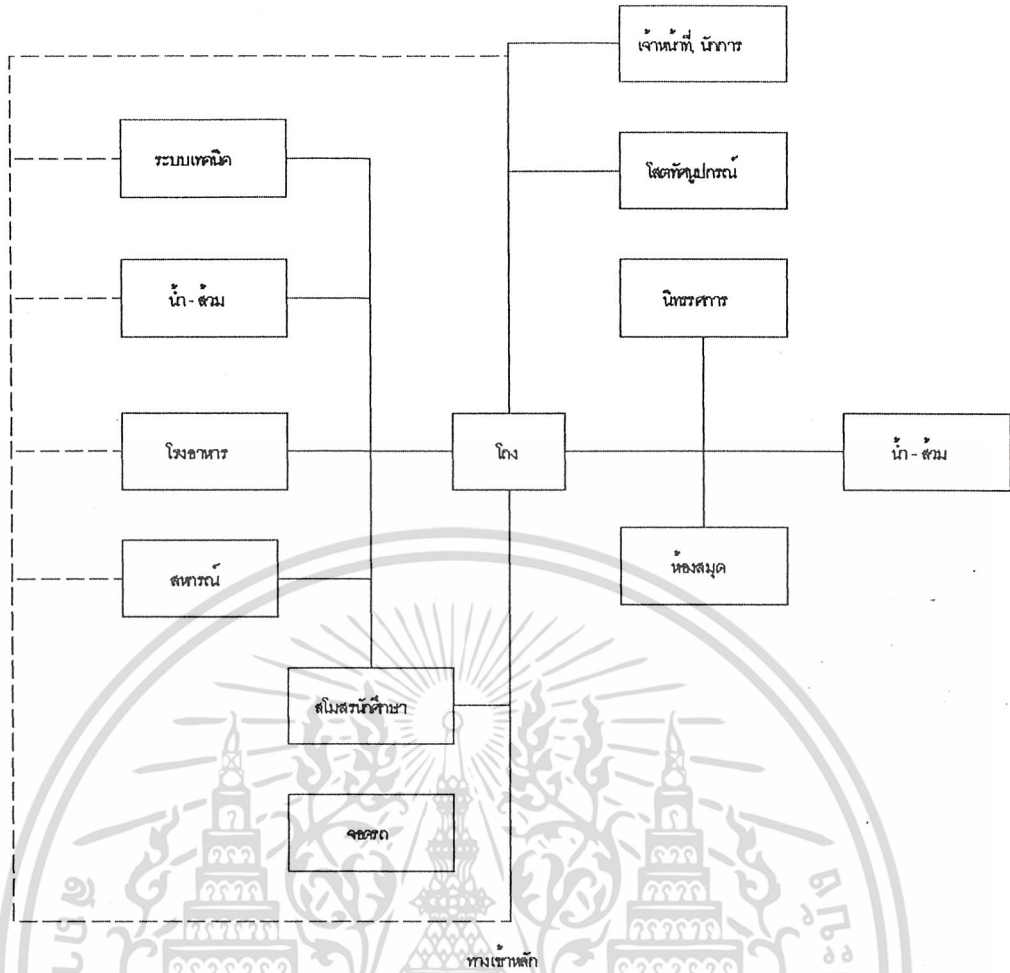 เจ้าหน้าที่, นักการ
ระบบเทคนิค
โสตทัศนูปกรณ์
น้ำ - ส้วม
นิทรรศการ
โรงอาหาร
โถง
น้ำ - ส้วม
สหกรณ์
ห้องสมุด
สโมสรนักศึกษา
จอดรถ
ทางเข้าหลัก